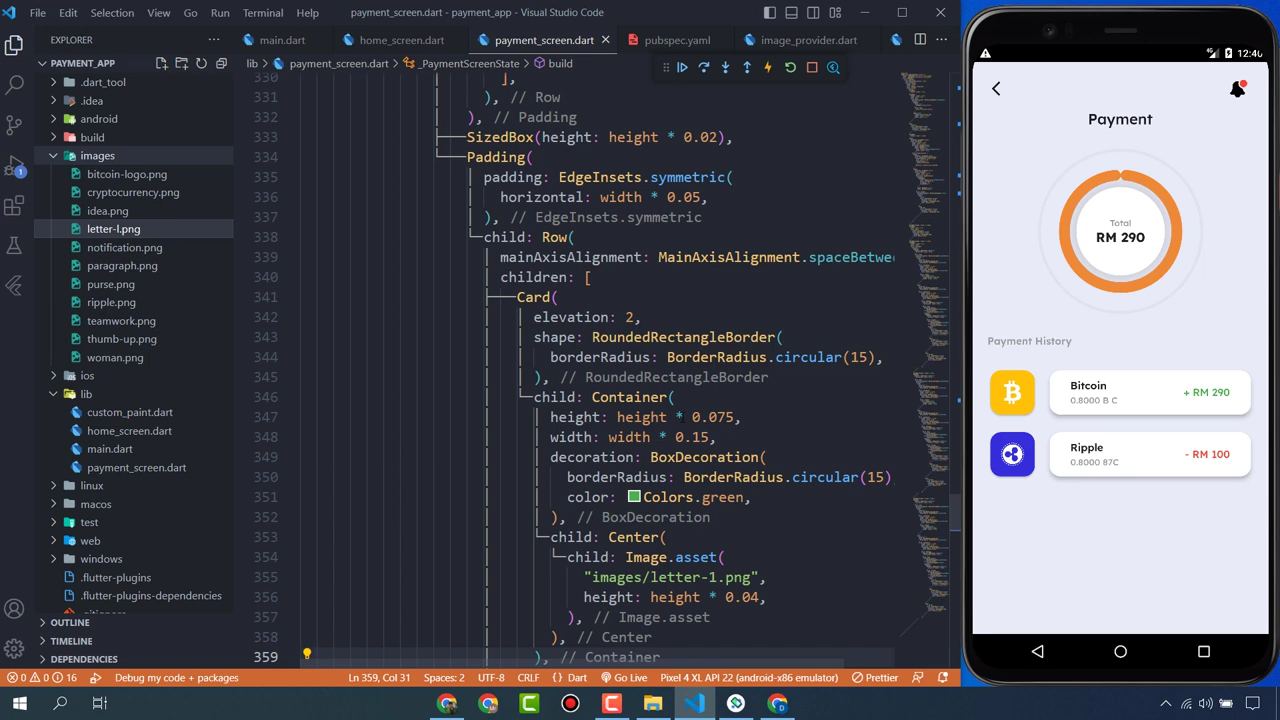 File Edit Selection View Go Run Terminal Help payment_screen.dart - payment_app - Visual Studio Code
EXPLORER
main.dart home_screen.dart payment_screen.dart pubspec.yaml image_provider.dart
PAYMENT_APP
lib > payment_screen.dart > _PaymentScreenState > build
.dart_tool
.idea
android
build
images
bitcoin-logo.png
cryptocurrency.png
idea.png
letter-l.png
notification.png
paragraph.png
purse.png
ripple.png
teamwork.png
thumb-up.png
woman.png
ios
lib
custom_paint.dart
home_screen.dart
main.dart
payment_screen.dart
linux
macos
test
web
windows
.flutter-plugins
.flutter-plugins-dependencies
.gitignore
OUTLINE
TIMELINE
DEPENDENCIES
330 ],
331 ), // Row
332 ), // Padding
333 SizedBox(height: height * 0.02),
334 Padding(
335 padding: EdgeInsets.symmetric(
336 horizontal: width * 0.05,
337 ), // EdgeInsets.symmetric
338 child: Row(
339 mainAxisAlignment: MainAxisAlignment.spaceBetwe
340 children: [
341 Card(
342 elevation: 2,
343 shape: RoundedRectangleBorder(
344 borderRadius: BorderRadius.circular(15),
345 ), // RoundedRectangleBorder
346 child: Container(
347 height: height * 0.075,
348 width: width * 0.15,
349 decoration: BoxDecoration(
350 borderRadius: BorderRadius.circular(15)
351 color: Colors.green,
352 ), // BoxDecoration
353 child: Center(
354 child: Image.asset(
355 "images/letter-l.png",
356 height: height * 0.04,
357 ), // Image.asset
358 ), // Center
359 ), // Container
0 0 16 Debug my code + packages Ln 359, Col 31 Spaces: 2 UTF-8 CRLF {} Dart Go Live Pixel 4 XL API 22 (android-x86 emulator) Prettier
1
4G 12:40
Payment
Total
RM 290
Payment History
Bitcoin
0.8000 B C
+ RM 290
Ripple
0.8000 87C
- RM 100